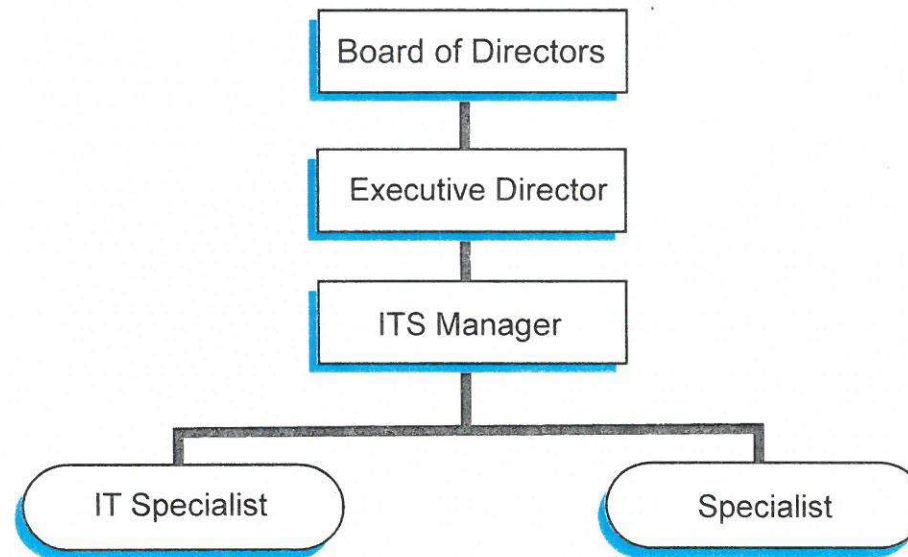 Board of Directors
Executive Director
ITS Manager
IT Specialist
Specialist